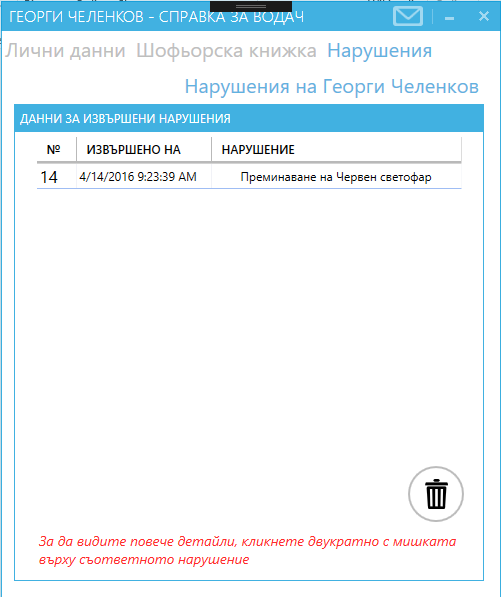 ГЕОРГИ ЧЕЛЕНКОВ - СПРАВКА ЗА ВОДАЧ
Лични данни Шофьорска книжка Нарушения
Нарушения на Георги Челенков
ДАННИ ЗА ИЗВЪРШЕНИ НАРУШЕНИЯ
№ ИЗВЪРШЕНО НА НАРУШЕНИЕ
14 4/14/2016 9:23:39 AM Преминаване на Червен светофар
За да видите повече детайли, кликнете двукратно с мишката
върху съответното нарушение